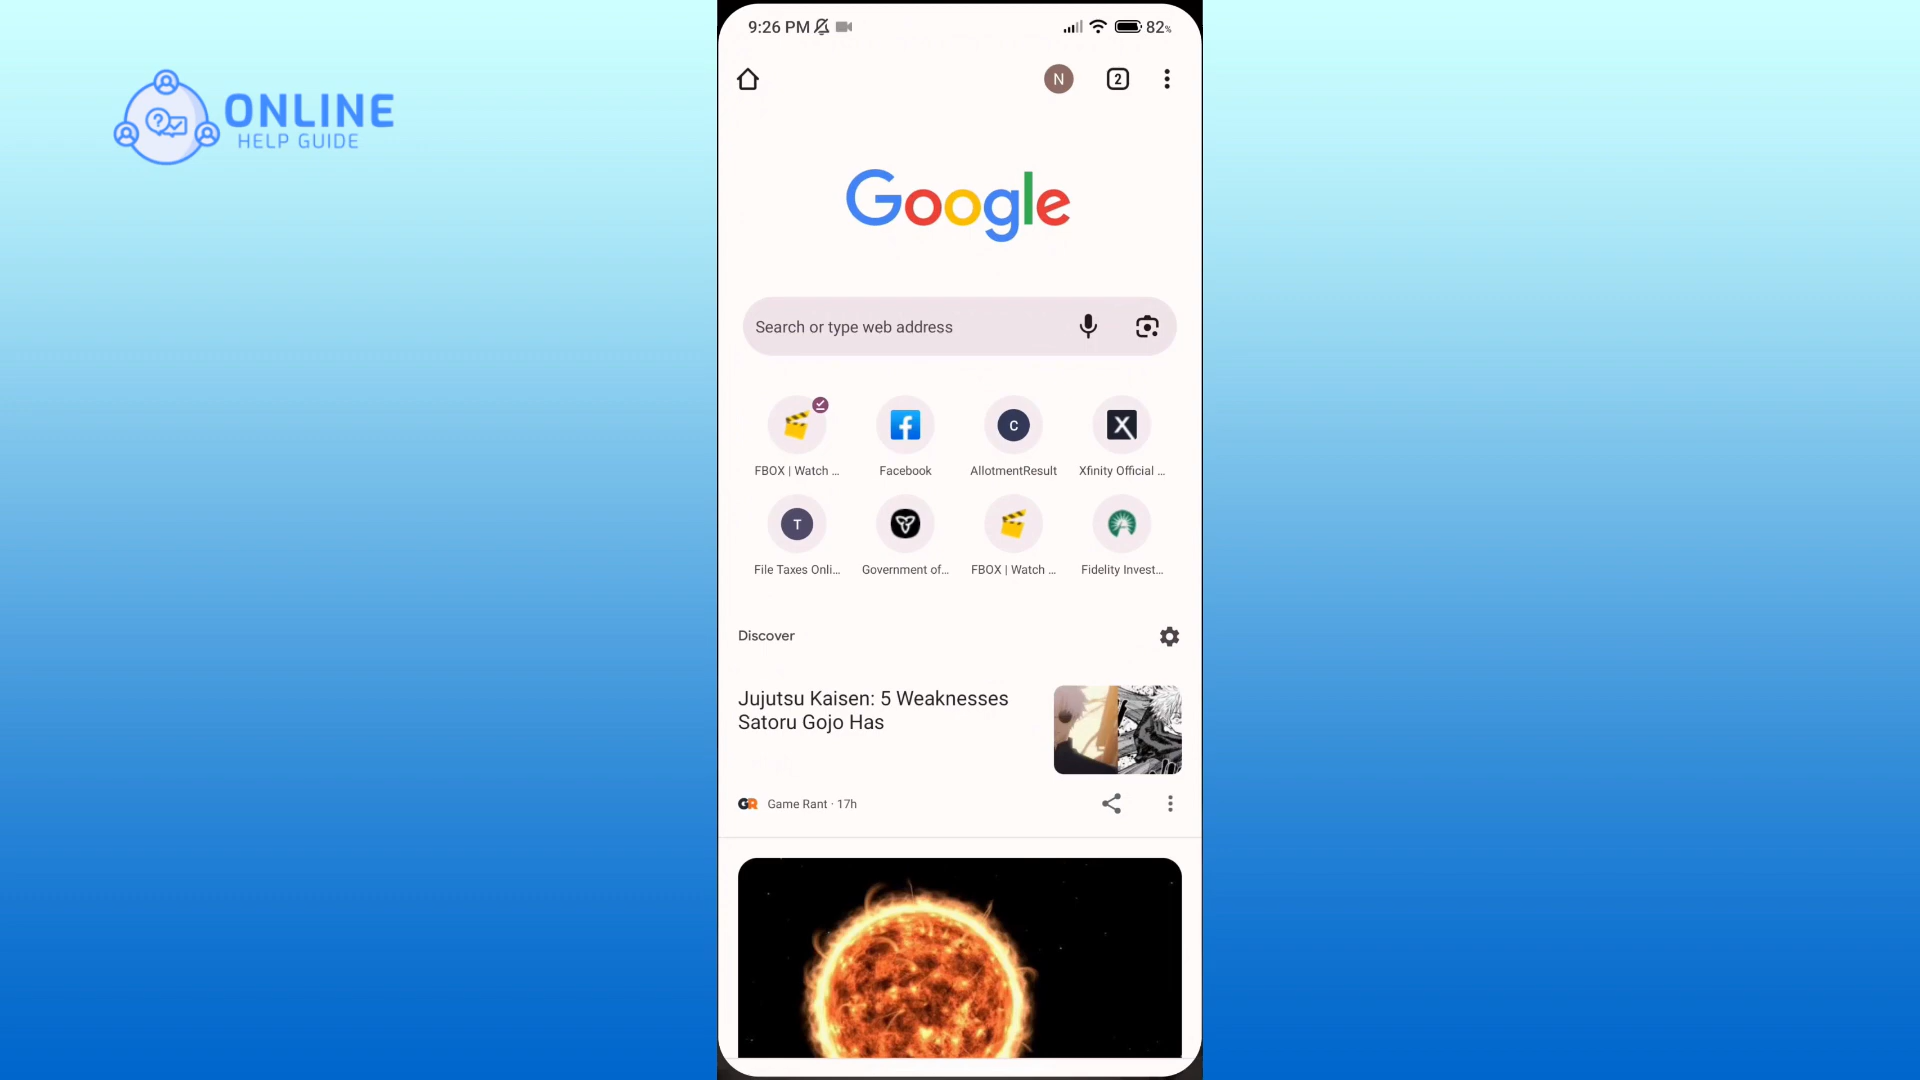 9:26 PM
82%
ONLINE
HELP GUIDE
N
2
Google
Search or type web address
FBOX | Watch ...
Facebook
C
AllotmentResult
X
Xfinity Official ...
T
File Taxes Onli...
Government of...
FBOX | Watch ...
Fidelity Invest...
Discover
Jujutsu Kaisen: 5 Weaknesses
Satoru Gojo Has
GR Game Rant · 17h